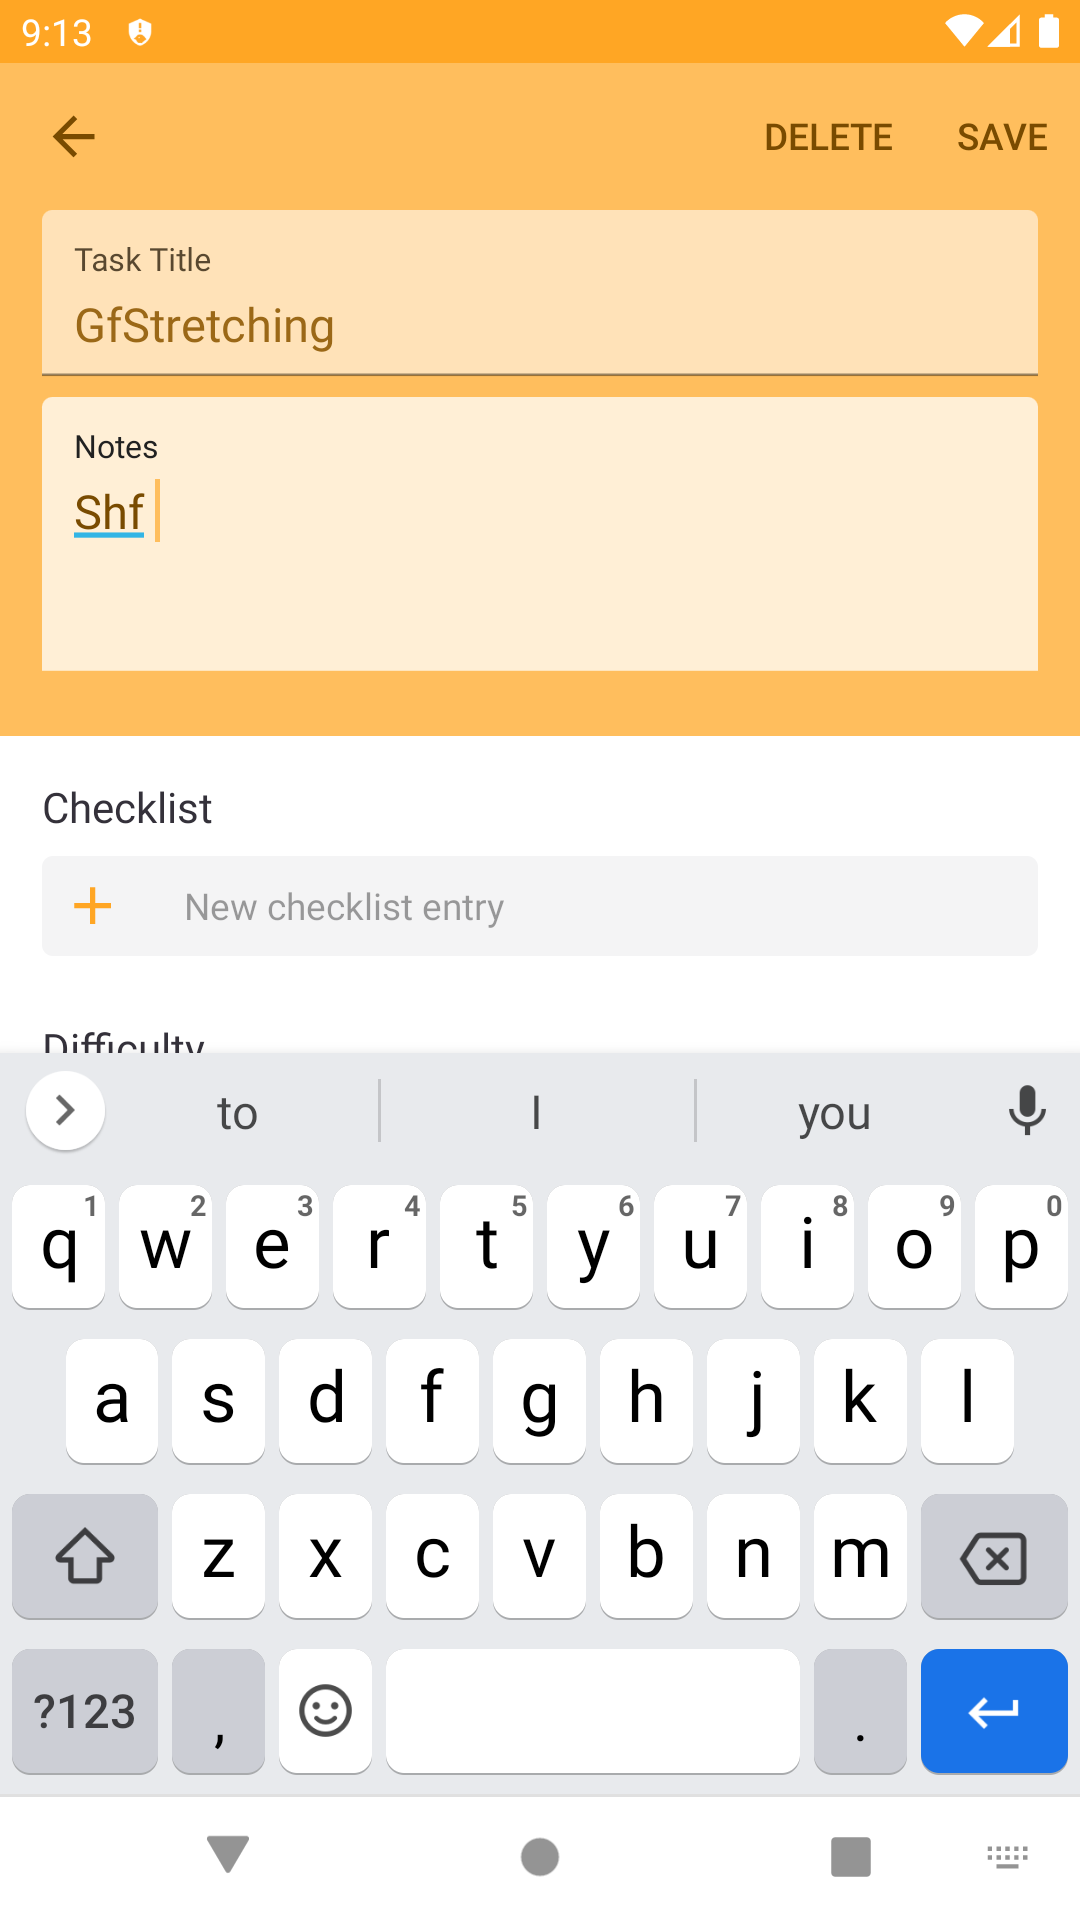 9:13
DELETE SAVE
Task Title
GfStretching
Notes
Shf
Checklist
New checklist entry
Difficulty
to I you
1 2 3 4 5 6 7 8 9 0
q w e r t y u i o p
a s d f g h j k l
z x c v b n m
?123 , .